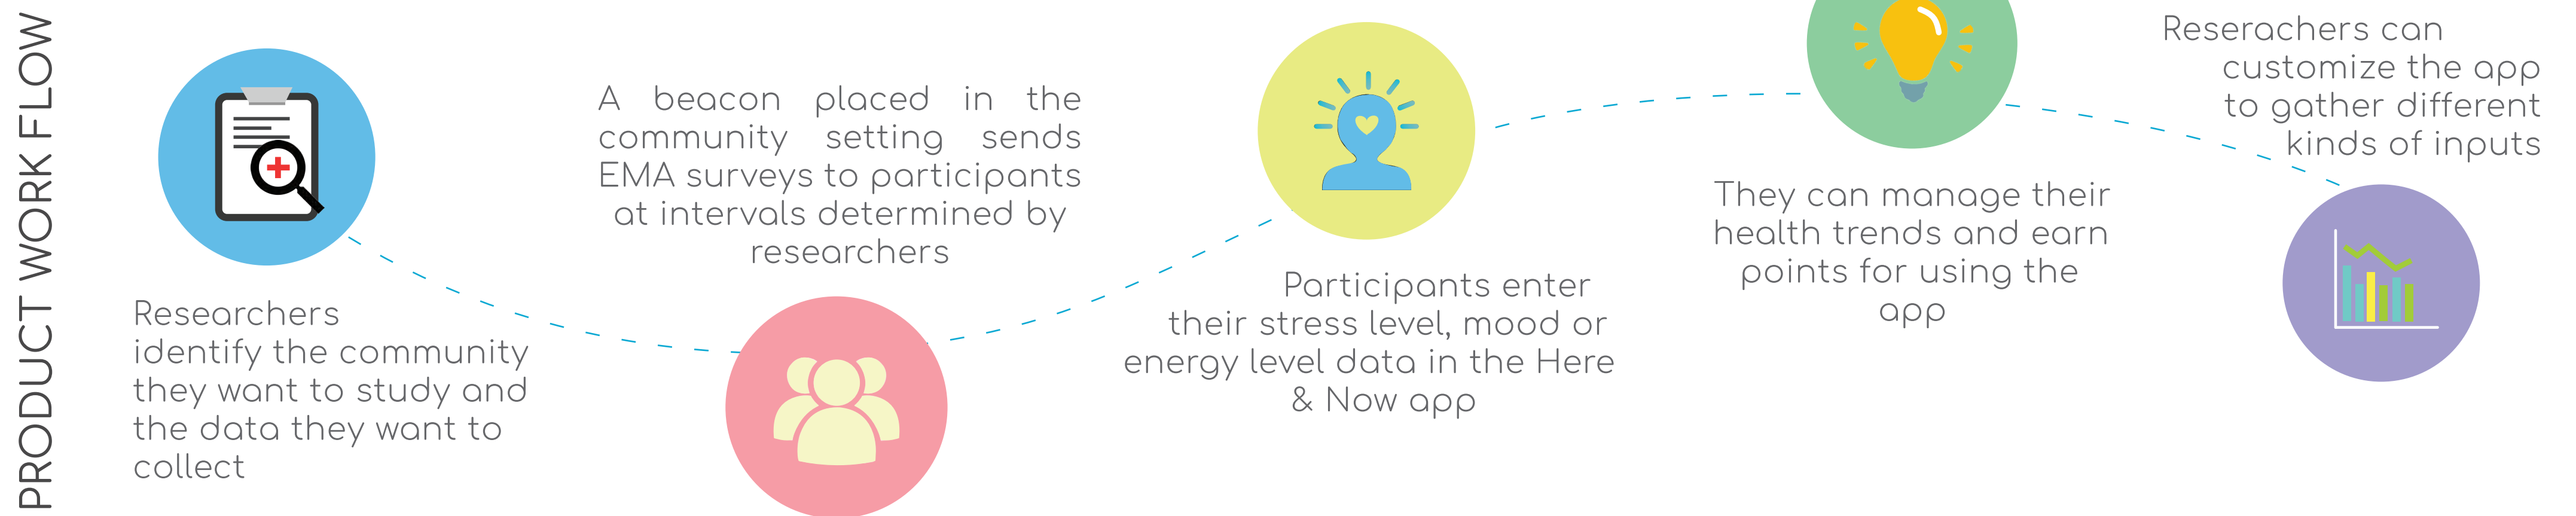 PRODUCT WORK FLOW
Researchers
identify the community
they want to study and
the data they want to
collect
A beacon placed in the
community setting sends
EMA surveys to participants
at intervals determined by
researchers
Participants enter
their stress level, mood or
energy level data in the Here
& Now app
They can manage their
health trends and earn
points for using the
app
Reserachers can
customize the app
to gather different
kinds of inputs